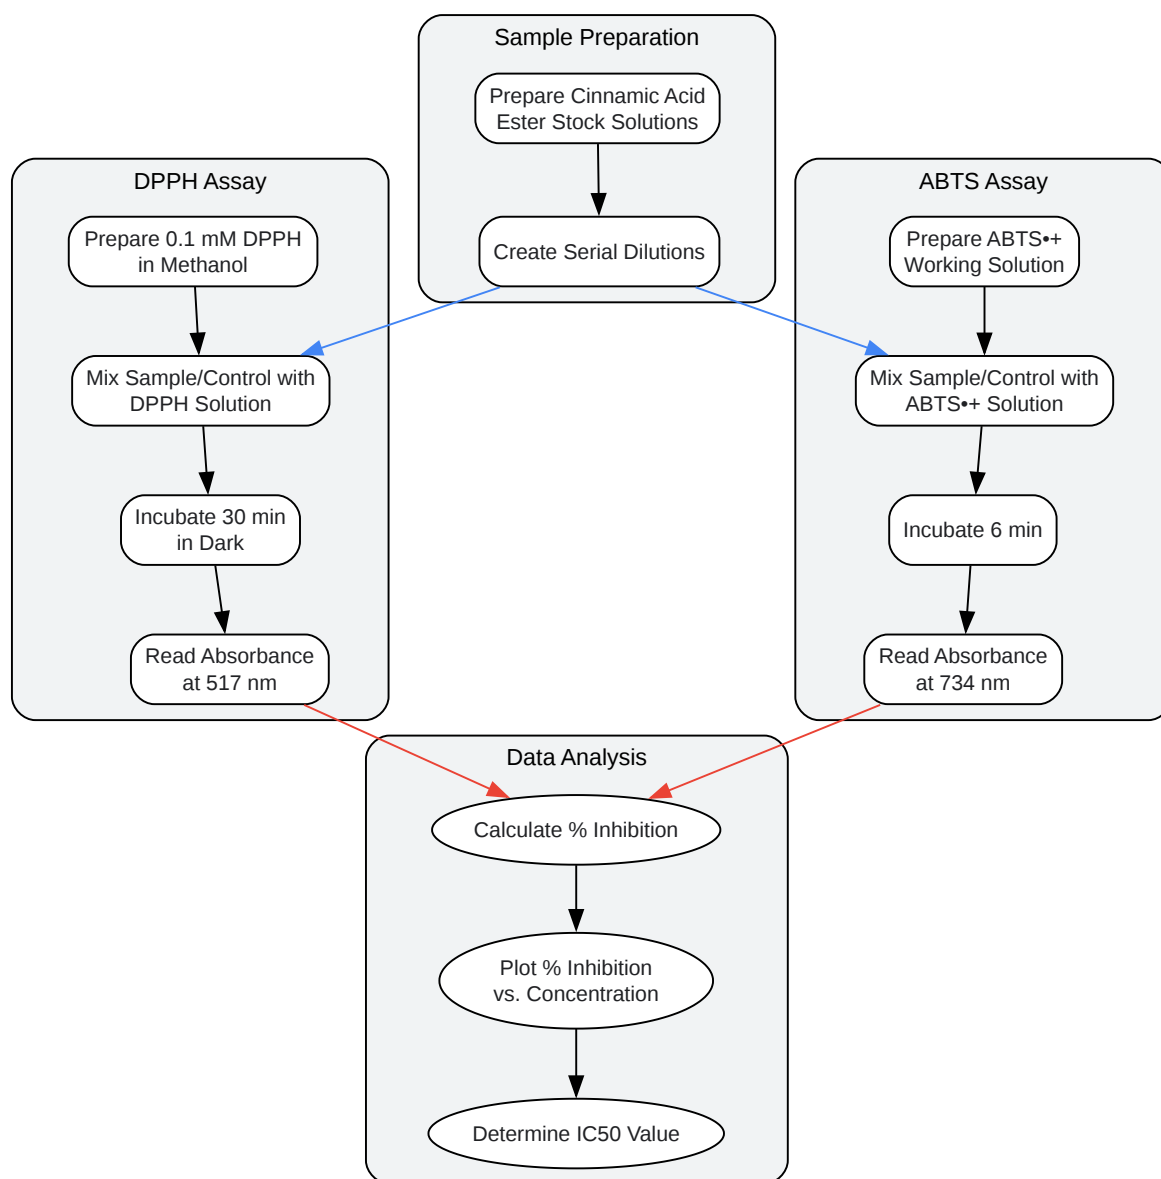 Sample Preparation
Prepare Cinnamic Acid
Ester Stock Solutions
Create Serial Dilutions
DPPH Assay
Prepare 0.1 mM DPPH
in Methanol
Mix Sample/Control with
DPPH Solution
Incubate 30 min
in Dark
Read Absorbance
at 517 nm
ABTS Assay
Prepare ABTS•+
Working Solution
Mix Sample/Control with
ABTS•+ Solution
Incubate 6 min
Read Absorbance
at 734 nm
Data Analysis
Calculate % Inhibition
Plot % Inhibition
vs. Concentration
Determine IC50 Value